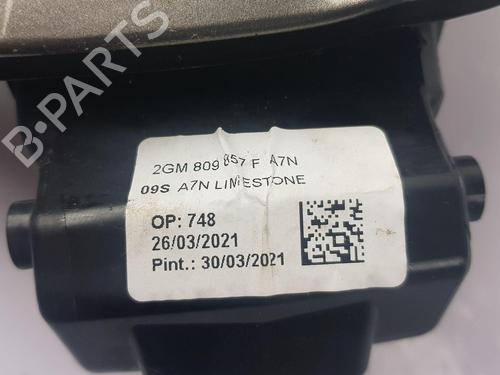 B-PARTS
2GM 809 857 F A7N
09S A7N LIMESTONE
OP: 748
26/03/2021
Pint.: 30/03/2021